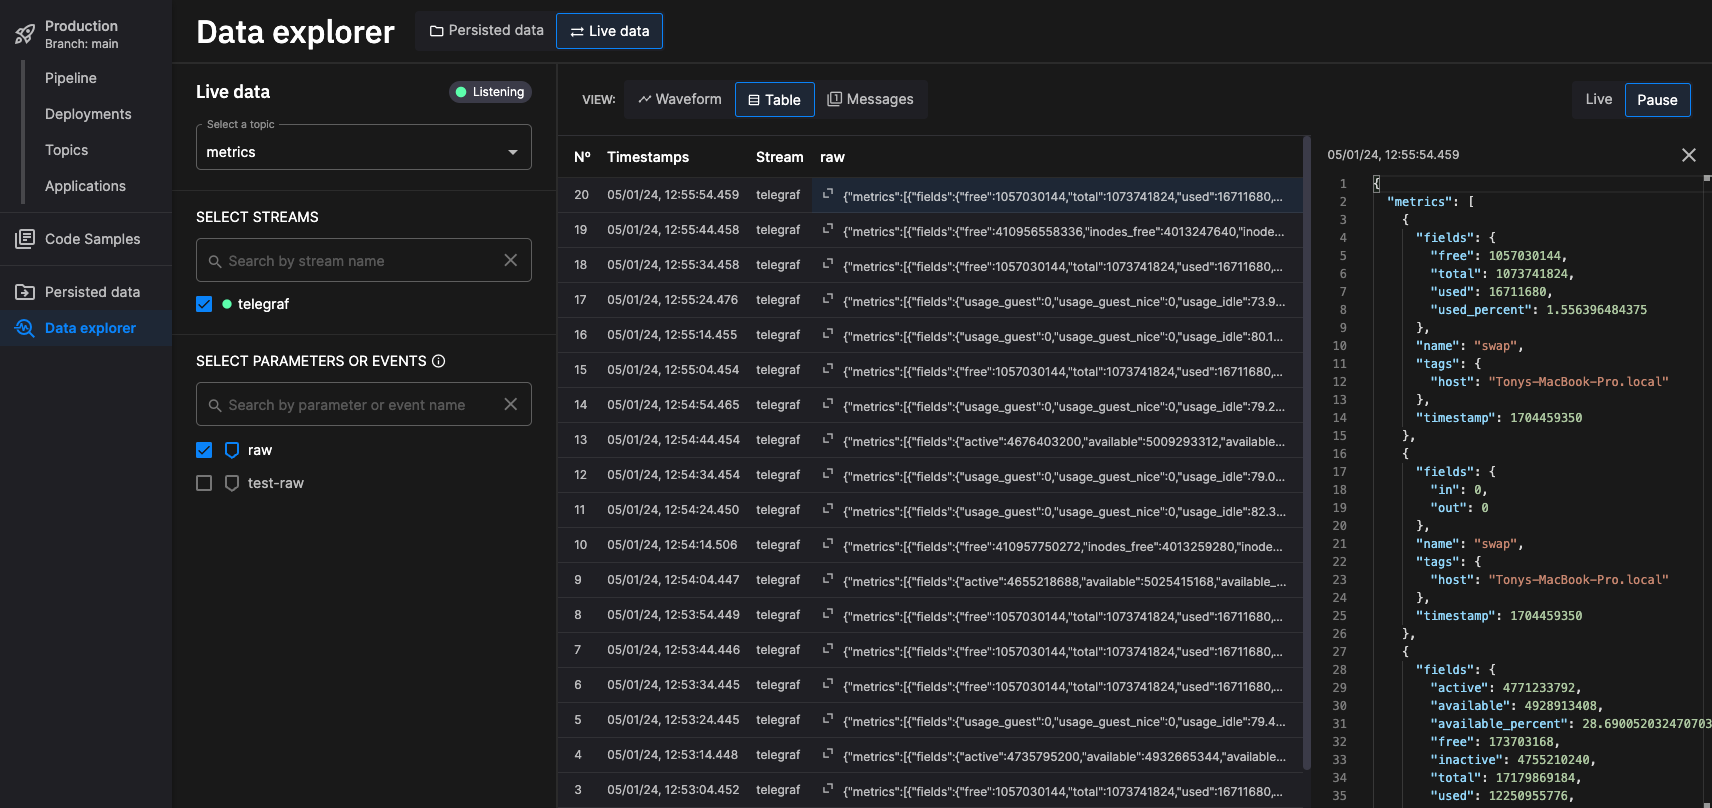 Production
Branch: main
Pipeline
Deployments
Topics
Applications
Code Samples
Persisted data
Data explorer
Data explorer
Persisted data
Live data
Live data
Listening
Select a topic
metrics
SELECT STREAMS
Search by stream name
telegraf
SELECT PARAMETERS OR EVENTS
Search by parameter or event name
raw
test-raw
VIEW:
Waveform
Table
Messages
Live
Pause
Nº Timestamps Stream raw
20 05/01/24, 12:55:54.459 telegraf {"metrics":[{"fields":{"free":1057030144,"total":1073741824,"used":16711680,...
19 05/01/24, 12:55:44.458 telegraf {"metrics":[{"fields":{"free":410956558336,"inodes_free":4013247640,"inode...
18 05/01/24, 12:55:34.458 telegraf {"metrics":[{"fields":{"free":1057030144,"total":1073741824,"used":16711680,...
17 05/01/24, 12:55:24.476 telegraf {"metrics":[{"fields":{"usage_guest":0,"usage_guest_nice":0,"usage_idle":73.9...
16 05/01/24, 12:55:14.455 telegraf {"metrics":[{"fields":{"usage_guest":0,"usage_guest_nice":0,"usage_idle":80.1...
15 05/01/24, 12:55:04.454 telegraf {"metrics":[{"fields":{"free":1057030144,"total":1073741824,"used":16711680,...
14 05/01/24, 12:54:54.465 telegraf {"metrics":[{"fields":{"usage_guest":0,"usage_guest_nice":0,"usage_idle":79.2...
13 05/01/24, 12:54:44.454 telegraf {"metrics":[{"fields":{"active":4676403200,"available":5009293312,"available...
12 05/01/24, 12:54:34.454 telegraf {"metrics":[{"fields":{"usage_guest":0,"usage_guest_nice":0,"usage_idle":79.0...
11 05/01/24, 12:54:24.450 telegraf {"metrics":[{"fields":{"usage_guest":0,"usage_guest_nice":0,"usage_idle":82.3...
10 05/01/24, 12:54:14.506 telegraf {"metrics":[{"fields":{"free":410957750272,"inodes_free":4013259280,"inode...
9 05/01/24, 12:54:04.447 telegraf {"metrics":[{"fields":{"active":4655218688,"available":5025415168,"available_...
8 05/01/24, 12:53:54.449 telegraf {"metrics":[{"fields":{"free":1057030144,"total":1073741824,"used":16711680,...
7 05/01/24, 12:53:44.446 telegraf {"metrics":[{"fields":{"free":1057030144,"total":1073741824,"used":16711680,...
6 05/01/24, 12:53:34.445 telegraf {"metrics":[{"fields":{"free":1057030144,"total":1073741824,"used":16711680,...
5 05/01/24, 12:53:24.445 telegraf {"metrics":[{"fields":{"usage_guest":0,"usage_guest_nice":0,"usage_idle":79.4...
4 05/01/24, 12:53:14.448 telegraf {"metrics":[{"fields":{"active":4735795200,"available":4932665344,"available...
3 05/01/24, 12:53:04.452 telegraf {"metrics":[{"fields":{"free":1057030144,"total":1073741824,"used":16711680,...
05/01/24, 12:55:54.459
1 {
2 "metrics": [
3 {
4 "fields": {
5 "free": 1057030144,
6 "total": 1073741824,
7 "used": 16711680,
8 "used_percent": 1.556396484375
9 },
10 "name": "swap",
11 "tags": {
12 "host": "Tonys-MacBook-Pro.local"
13 },
14 "timestamp": 1704459350
15 },
16 {
17 "fields": {
18 "in": 0,
19 "out": 0
20 },
21 "name": "swap",
22 "tags": {
23 "host": "Tonys-MacBook-Pro.local"
24 },
25 "timestamp": 1704459350
26 },
27 {
28 "fields": {
29 "active": 4771233792,
30 "available": 4928913408,
31 "available_percent": 28.690052032470703
32 "free": 173703168,
33 "inactive": 4755210240,
34 "total": 17179869184,
35 "used": 12250955776,